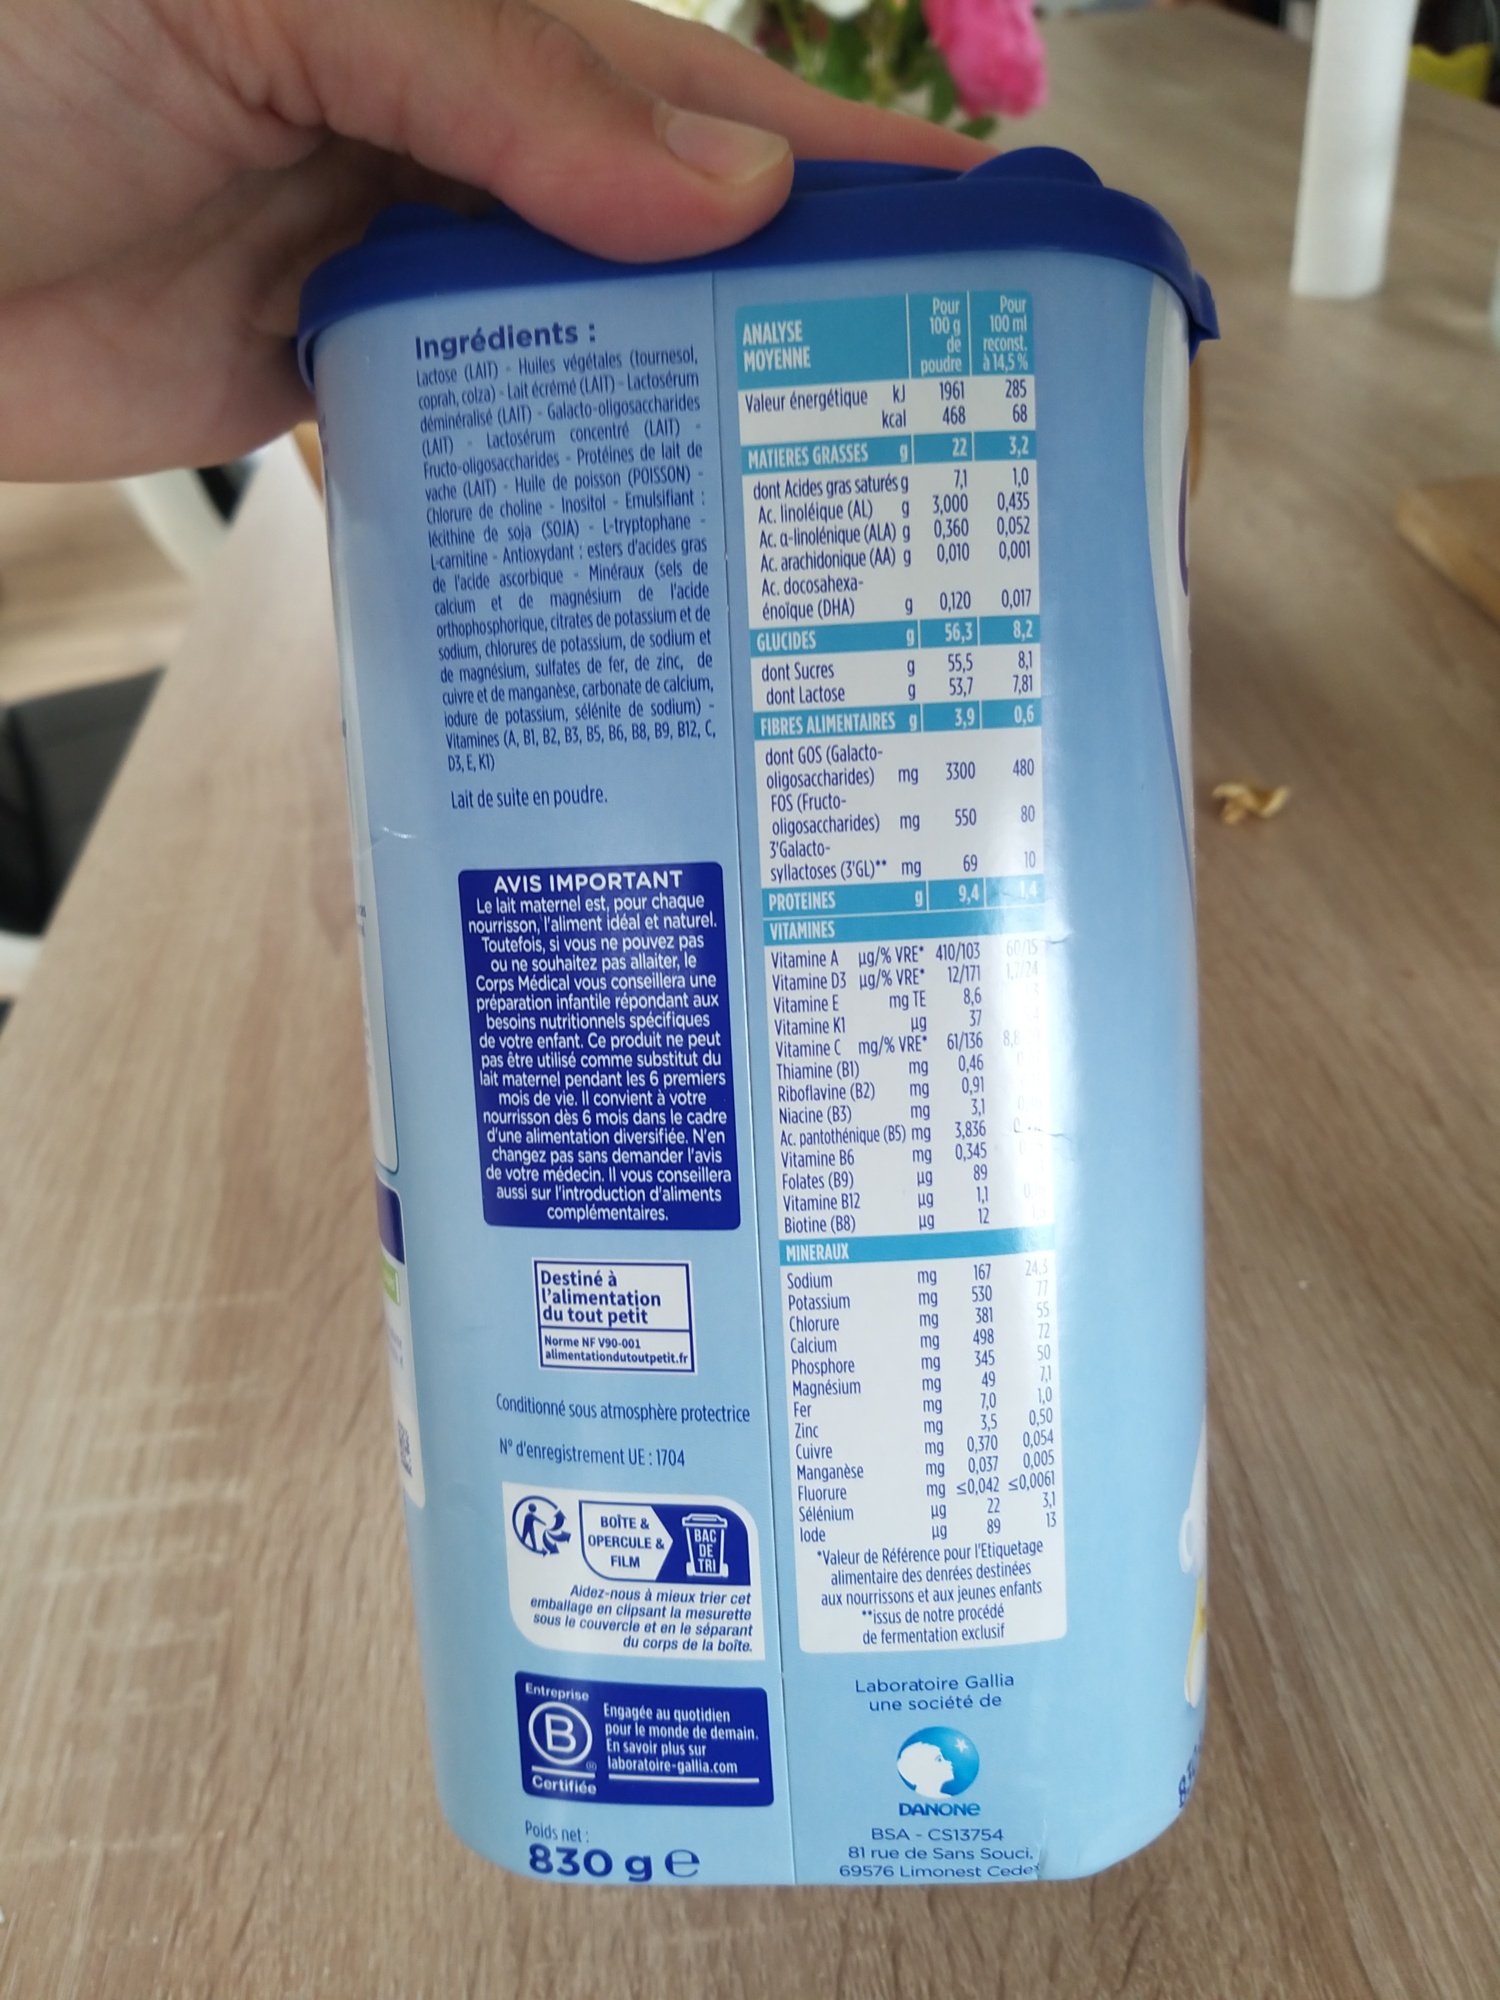 Ingrédients :
Lactose (LAIT) - Huiles végétales (tournesol,
coprah, colza) - Lait écrémé (LAIT) - Lactosérum
déminéralisé (LAIT) - Galacto-oligosaccharides
(LAIT) - Lactosérum concentré (LAIT) -
Fructo-oligosaccharides - Protéines de lait de
vache (LAIT) - Huile de poisson (POISSON) -
Chlorure de choline - Inositol - Emulsifiant :
lécithine de soja (SOJA) - L-tryptophane -
L-carnitine - Antioxydant : esters d'acides gras
de l'acide ascorbique - Minéraux (sels de
calcium et de magnésium de l'acide
orthophosphorique, citrates de potassium et de
sodium, chlorures de potassium, de sodium et
de magnésium, sulfates de fer, de zinc, de
cuivre et de manganèse, carbonate de calcium,
iodure de potassium, sélénite de sodium) -
Vitamines (A, B1, B2, B3, B5, B6, B8, B9, B12, C,
D3, E, K1)
Lait de suite en poudre.
AVIS IMPORTANT
Le lait maternel est, pour chaque
nourrisson, l'aliment idéal et naturel.
Toutefois, si vous ne pouvez pas
ou ne souhaitez pas allaiter, le
Corps Médical vous conseillera une
préparation infantile répondant aux
besoins nutritionnels spécifiques
de votre enfant. Ce produit ne peut
pas être utilisé comme substitut du
lait maternel pendant les 6 premiers
mois de vie. Il convient à votre
nourrisson dès 6 mois dans le cadre
d'une alimentation diversifiée. N'en
changez pas sans demander l'avis
de votre médecin. Il vous conseillera
aussi sur l'introduction d'aliments
complémentaires.
Destiné à
l'alimentation
du tout petit
Norme NF V90-001
alimentationdutoutpetit.fr
Conditionné sous atmosphère protectrice
N° d'enregistrement UE : 1704
BOÎTE &
OPERCULE &
FILM
BAC
DE
TRI
Aidez-nous à mieux trier cet
emballage en clipsant la mesurette
sous le couvercle et en le séparant
du corps de la boîte.
Entreprise
B
Certifiée
Engagée au quotidien
pour le monde de demain.
En savoir plus sur
laboratoire-gallia.com
Poids net :
830 g e
ANALYSE MOYENNE Pour 100 g de poudre Pour 100 ml reconst. à 14,5 %
Valeur énergétique kJ 1961 285
kcal 468 68
MATIERES GRASSES g 22 3,2
dont Acides gras saturés g 7,1 1,0
Ac. linoléique (AL) g 3,000 0,435
Ac. α-linolénique (ALA) g 0,360 0,052
Ac. arachidonique (AA) g 0,010 0,001
Ac. docosahexa-
énoïque (DHA) g 0,120 0,017
GLUCIDES g 56,3 8,2
dont Sucres g 55,5 8,1
dont Lactose g 53,7 7,81
FIBRES ALIMENTAIRES g 3,9 0,6
dont GOS (Galacto-
oligosaccharides) mg 3300 480
FOS (Fructo-
oligosaccharides) mg 550 80
3'Galacto-
syllactoses (3'GL)** mg 69 10
PROTEINES g 9,4 1,4
VITAMINES
Vitamine A µg/% VRE* 410/103 60/15
Vitamine D3 µg/% VRE* 12/171 1,7/24
Vitamine E mg TE 8,6
Vitamine K1 µg 37
Vitamine C mg/% VRE* 61/136
Thiamine (B1) mg 0,46
Riboflavine (B2) mg 0,91
Niacine (B3) mg 3,1
Ac. pantothénique (B5) mg 3,836
Vitamine B6 mg 0,345
Folates (B9) µg 89
Vitamine B12 µg 1,1
Biotine (B8) µg 12
MINERAUX
Sodium mg 167 24,3
Potassium mg 530 77
Chlorure mg 381 55
Calcium mg 498 72
Phosphore mg 345 50
Magnésium mg 49 7,1
Fer mg 7,0 1,0
Zinc mg 3,5 0,50
Cuivre mg 0,370 0,054
Manganèse mg 0,037 0,005
Fluorure mg ≤0,042 ≤0,0061
Sélénium µg 22 3,1
Iode µg 89 13
*Valeur de Référence pour l'Etiquetage
alimentaire des denrées destinées
aux nourrissons et aux jeunes enfants
**issus de notre procédé
de fermentation exclusif
Laboratoire Gallia
une société de
DANONE
BSA - CS13754
81 rue de Sans Souci,
69576 Limonest Cedex